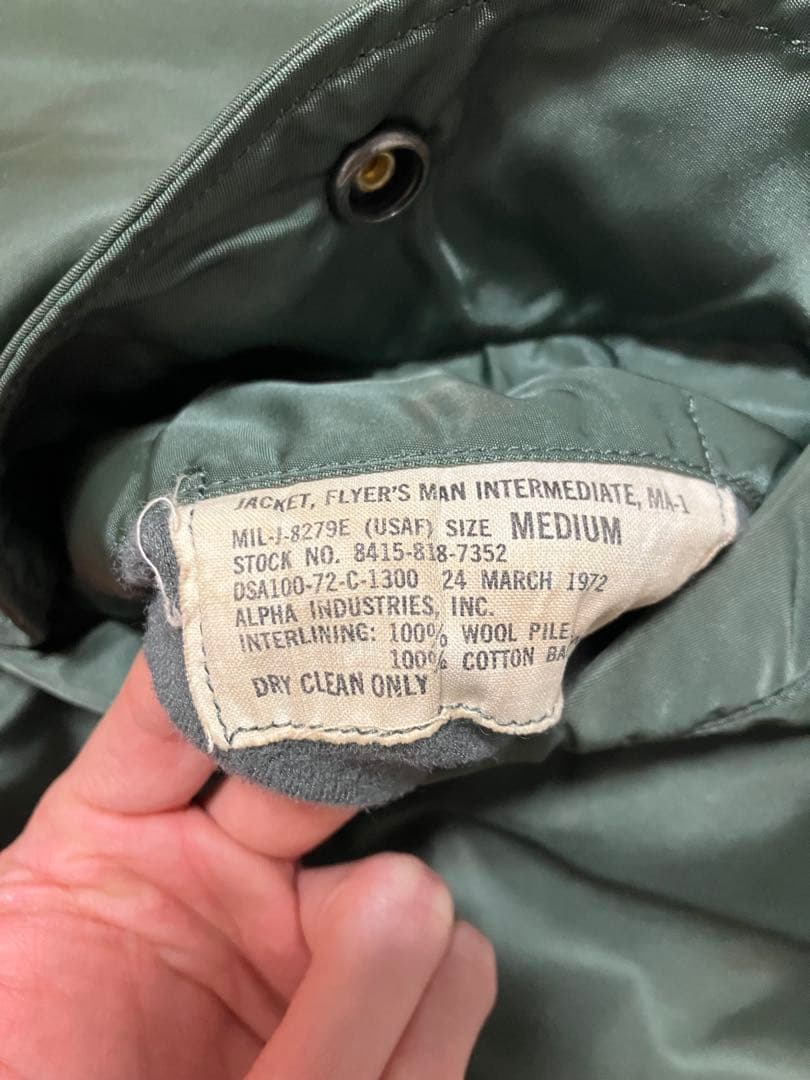 JACKET, FLYER'S MAN INTERMEDIATE, MA-1
MIL-J-8279E (USAF) SIZE MEDIUM
STOCK NO. 8415-818-7352
DSA100-72-C-1300 24 MARCH 1972
ALPHA INDUSTRIES, INC.
INTERLINING: 100% WOOL PILE
100% COTTON BA
DRY CLEAN ONLY